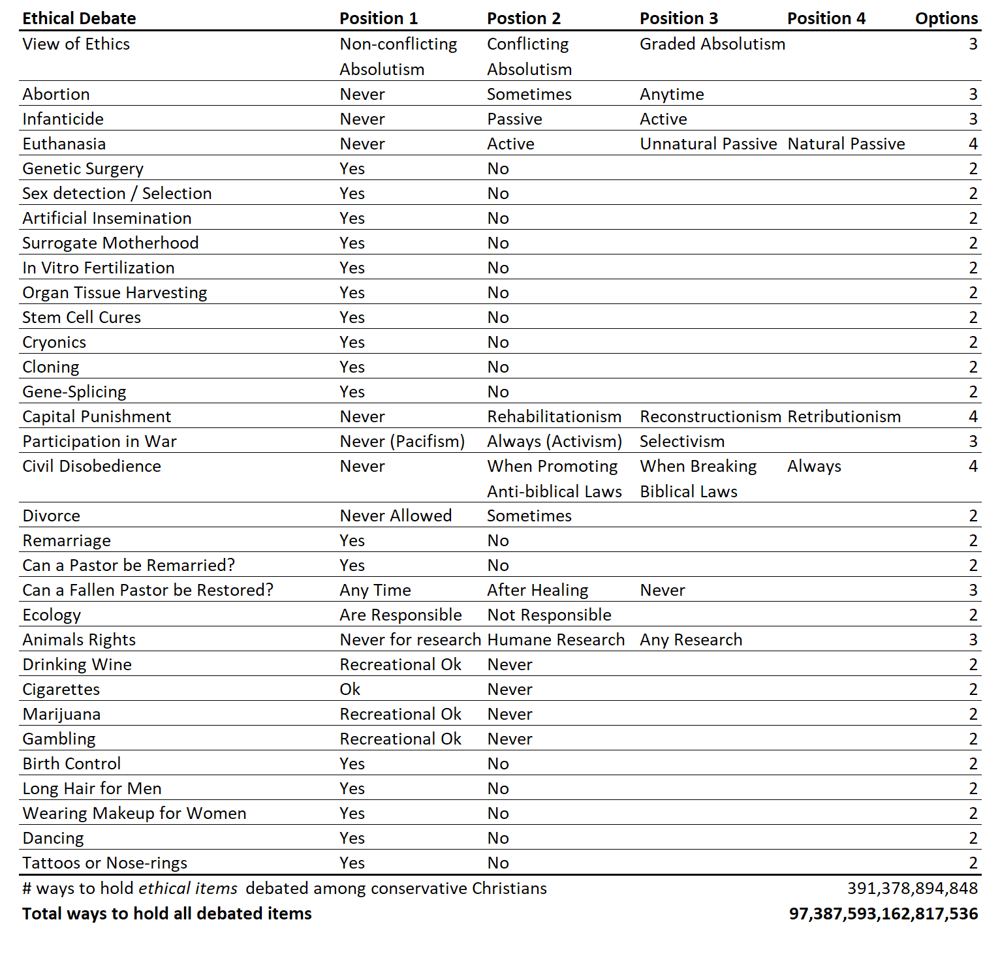 Ethical Debate Position 1 Postion 2 Position 3 Position 4 Options
View of Ethics Non-conflicting Conflicting Graded Absolutism 3
Absolutism Absolutism
Abortion Never Sometimes Anytime 3
Infanticide Never Passive Active 3
Euthanasia Never Active Unnatural Passive Natural Passive 4
Genetic Surgery Yes No 2
Sex detection / Selection Yes No 2
Artificial Insemination Yes No 2
Surrogate Motherhood Yes No 2
In Vitro Fertilization Yes No 2
Organ Tissue Harvesting Yes No 2
Stem Cell Cures Yes No 2
Cryonics Yes No 2
Cloning Yes No 2
Gene-Splicing Yes No 2
Capital Punishment Never Rehabilitationism Reconstructionism Retributionism 4
Participation in War Never (Pacifism) Always (Activism) Selectivism 3
Civil Disobedience Never When Promoting When Breaking Always 4
Anti-biblical Laws Biblical Laws
Divorce Never Allowed Sometimes 2
Remarriage Yes No 2
Can a Pastor be Remarried? Yes No 2
Can a Fallen Pastor be Restored? Any Time After Healing Never 3
Ecology Are Responsible Not Responsible 2
Animals Rights Never for research Humane Research Any Research 3
Drinking Wine Recreational Ok Never 2
Cigarettes Ok Never 2
Marijuana Recreational Ok Never 2
Gambling Recreational Ok Never 2
Birth Control Yes No 2
Long Hair for Men Yes No 2
Wearing Makeup for Women Yes No 2
Dancing Yes No 2
Tattoos or Nose-rings Yes No 2
# ways to hold ethical items debated among conservative Christians 391,378,894,848
Total ways to hold all debated items 97,387,593,162,817,536